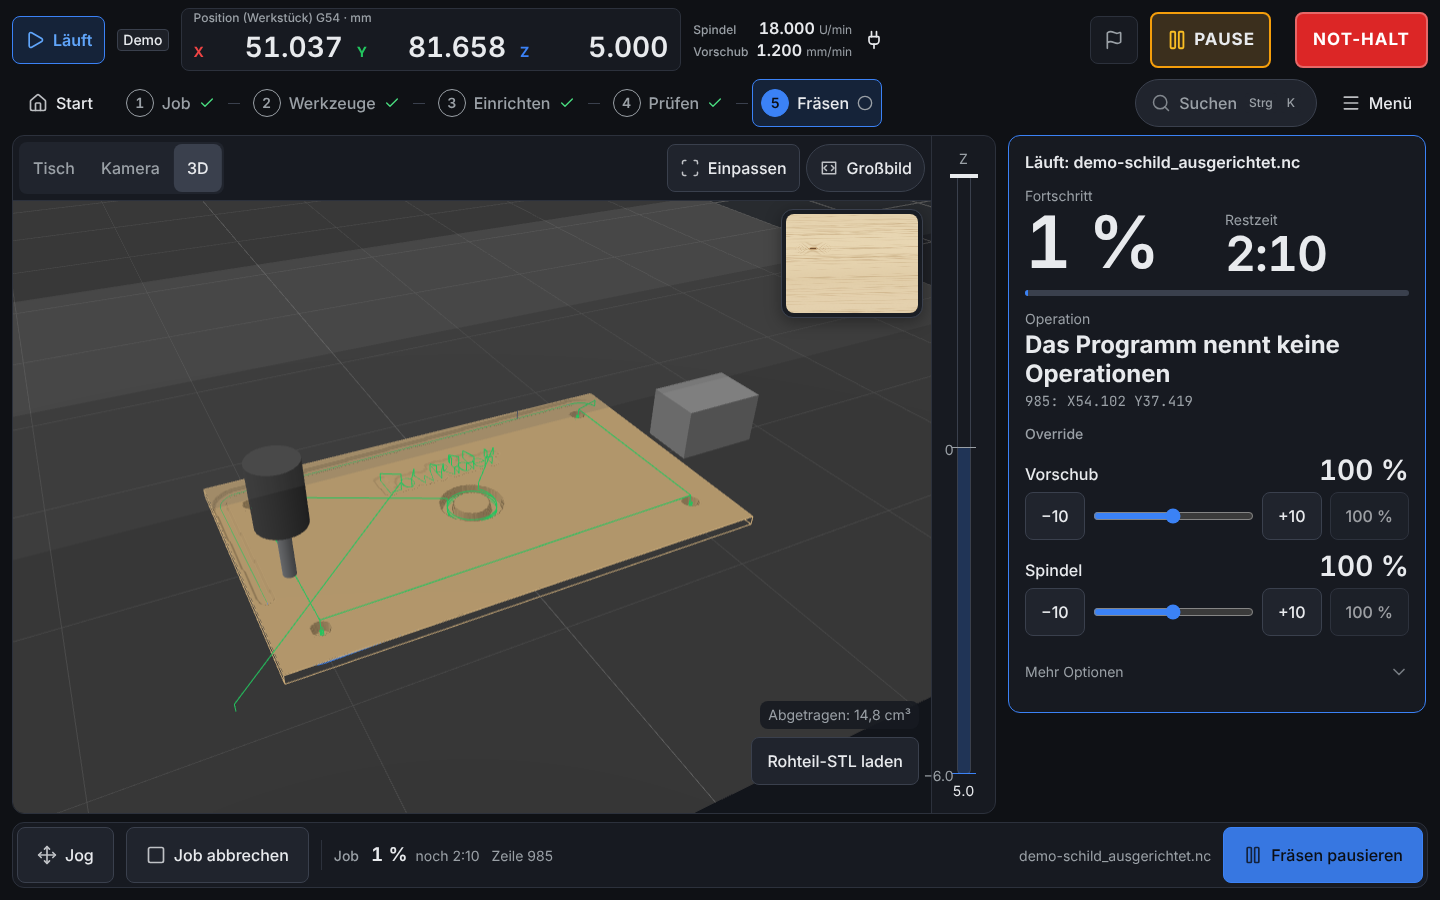 Läuft
Demo
Position (Werkstück) G54 · mm
X 51.037 Y 81.658 Z 5.000
Spindel 18.000 U/min
Vorschub 1.200 mm/min
PAUSE
NOT-HALT
Start
1 Job
2 Werkzeuge
3 Einrichten
4 Prüfen
5 Fräsen
Suchen Strg K
Menü
Tisch
Kamera
3D
Einpassen
Großbild
Z
0
−6.0
5.0
Abgetragen: 14,8 cm³
Rohteil-STL laden
Läuft: demo-schild_ausgerichtet.nc
Fortschritt
1 %
Restzeit
2:10
Operation
Das Programm nennt keine
Operationen
985: X54.102 Y37.419
Override
Vorschub 100 %
−10 +10 100 %
Spindel 100 %
−10 +10 100 %
Mehr Optionen
Jog
Job abbrechen
Job 1 % noch 2:10 Zeile 985
demo-schild_ausgerichtet.nc
Fräsen pausieren